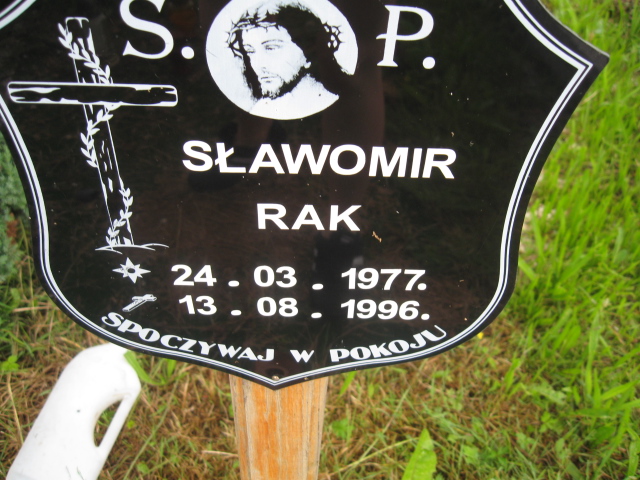 S. P.
SŁAWOMIR
RAK
24 . 03 . 1977.
13 . 08 . 1996.
SPOCZYWAJ W POKOJU